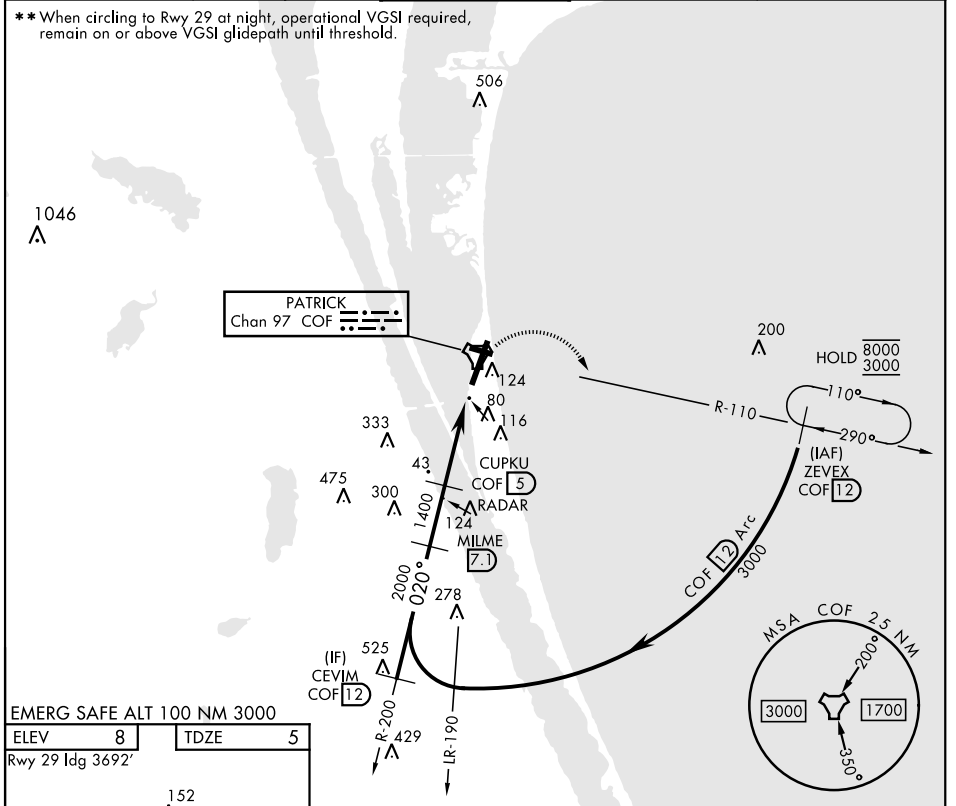 ** When circling to Rwy 29 at night, operational VGSI required,
remain on or above VGSI glidepath until threshold.
506
1046
PATRICK
Chan 97 COF
200
HOLD 8000
3000
124
110°
R-110
80
290°
333
116
(IAF)
ZEVEX
COF 12
43
CUPKU
COF 5
475
300
RADAR
1400
124
MILME
7.1
COF 12 Arc
3000
2000
020°
278
MSA COF 25 NM
200°
(IF)
CEVIM
COF 12
525
3000
1700
350°
EMERG SAFE ALT 100 NM 3000
R-200
429
LR-190
ELEV 8
TDZE 5
Rwy 29 ldg 3692'
152